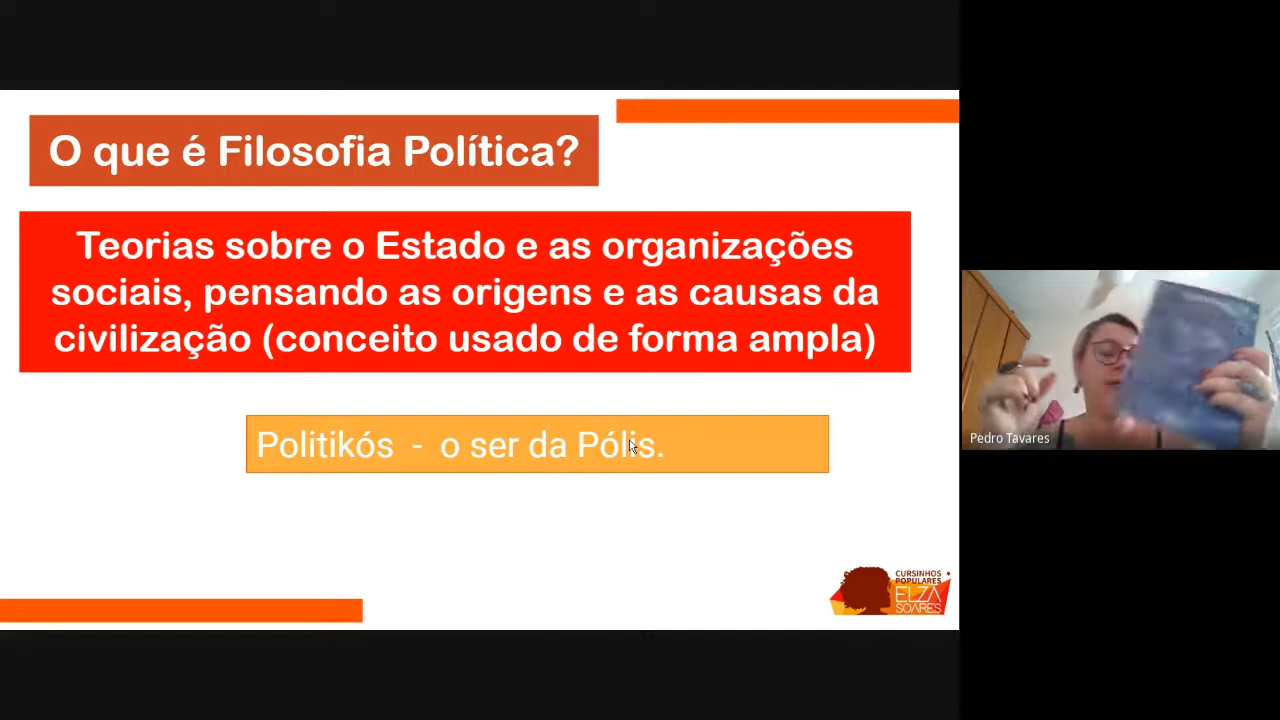 O que é Filosofia Política?
Teorias sobre o Estado e as organizações
sociais, pensando as origens e as causas da
civilização (conceito usado de forma ampla)
Politikós - o ser da Pólis.
Pedro Tavares
CURSINHOS
POPULARES
ELZA
SOARES